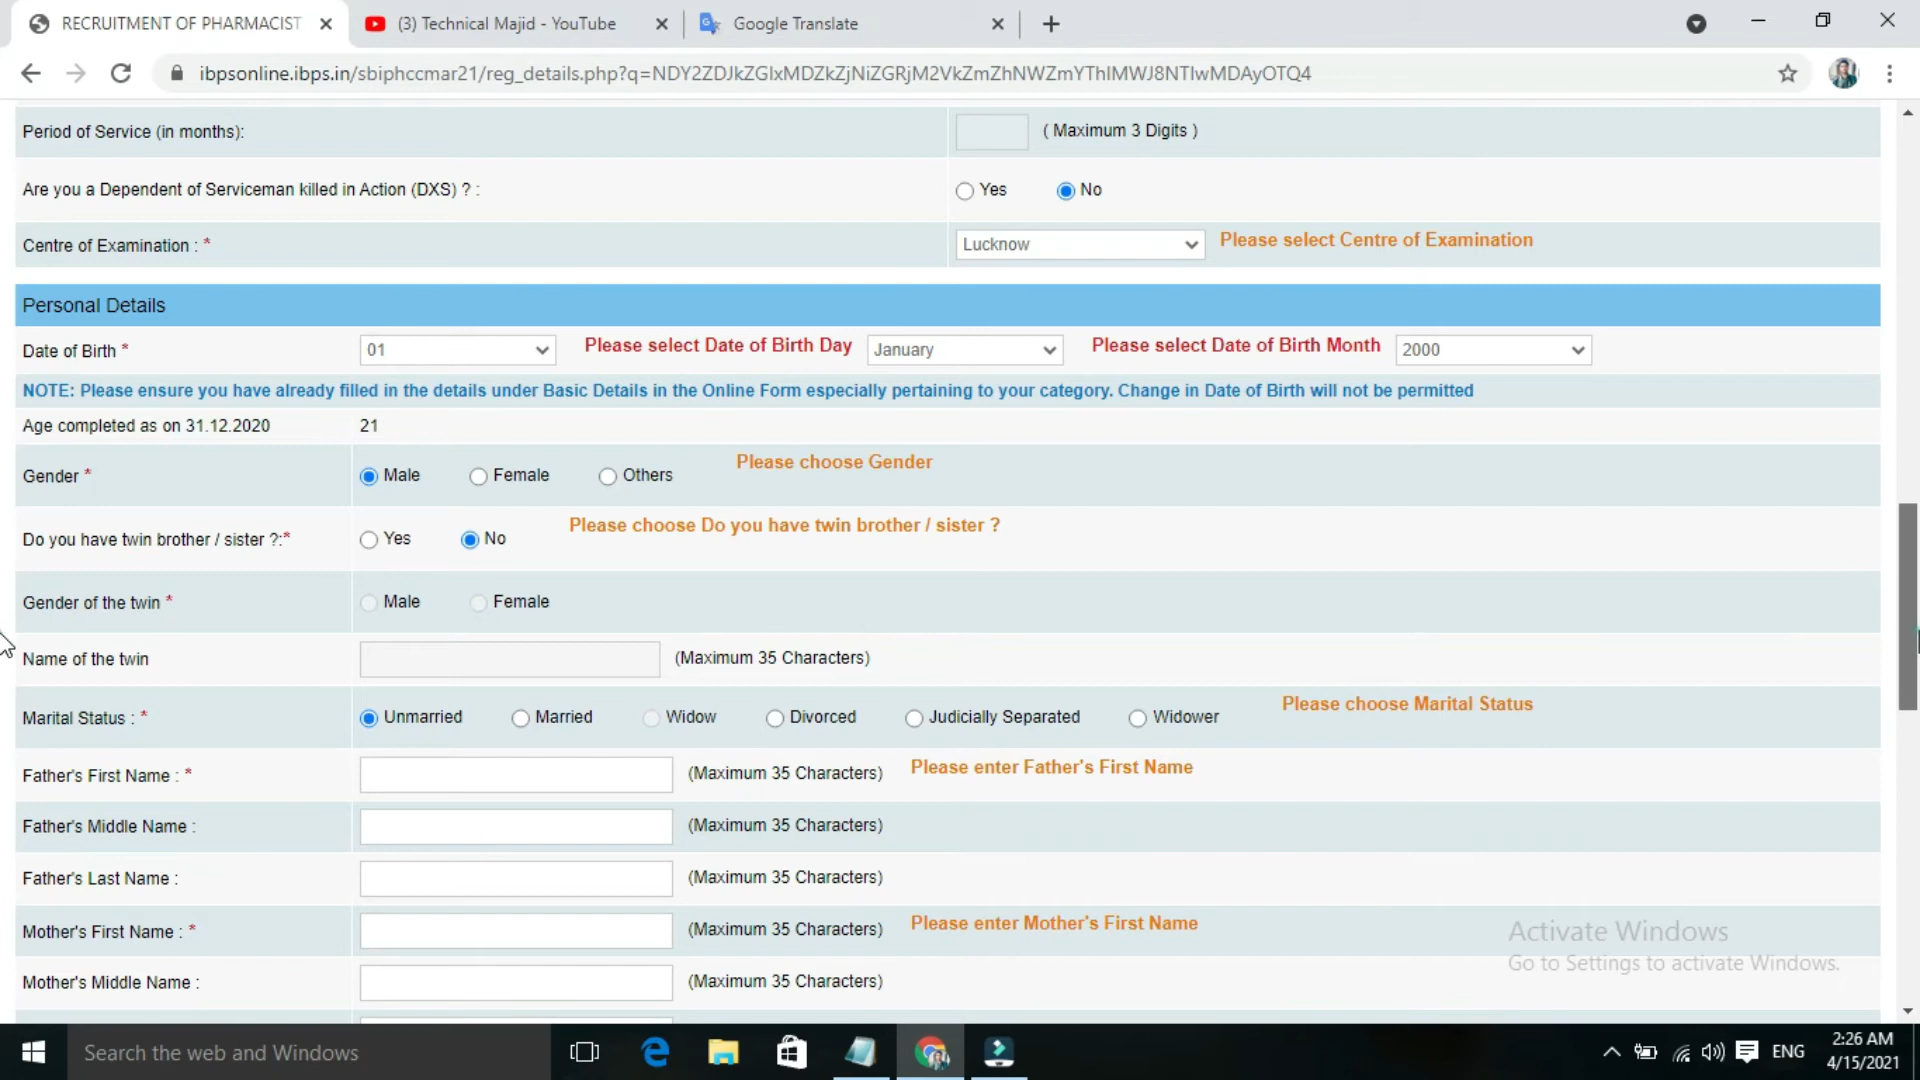 RECRUITMENT OF PHARMACIST
(3) Technical Majid - YouTube
Google Translate
ibpsonline.ibps.in/sbiphccmar21/reg_details.php?q=NDY2ZDJkZGIxMDZkZjNiZGRjM2VkZmZhNWZmYThlMWJ8NTIwMDAyOTQ4
Period of Service (in months):
( Maximum 3 Digits )
Are you a Dependent of Serviceman killed in Action (DXS) ? :
Yes No
Centre of Examination : *
Lucknow
Please select Centre of Examination
Personal Details
Date of Birth *
01
Please select Date of Birth Day
January
Please select Date of Birth Month
2000
NOTE: Please ensure you have already filled in the details under Basic Details in the Online Form especially pertaining to your category. Change in Date of Birth will not be permitted
Age completed as on 31.12.2020
21
Gender *
Male Female Others
Please choose Gender
Do you have twin brother / sister ?:*
Yes No
Please choose Do you have twin brother / sister ?
Gender of the twin *
Male Female
Name of the twin
(Maximum 35 Characters)
Marital Status : *
Unmarried Married Widow Divorced Judicially Separated Widower
Please choose Marital Status
Father's First Name : *
(Maximum 35 Characters)
Please enter Father's First Name
Father's Middle Name :
(Maximum 35 Characters)
Father's Last Name :
(Maximum 35 Characters)
Mother's First Name : *
(Maximum 35 Characters)
Please enter Mother's First Name
Mother's Middle Name :
(Maximum 35 Characters)
Activate Windows
Go to Settings to activate Windows.
Search the web and Windows
ENG
2:26 AM
4/15/2021